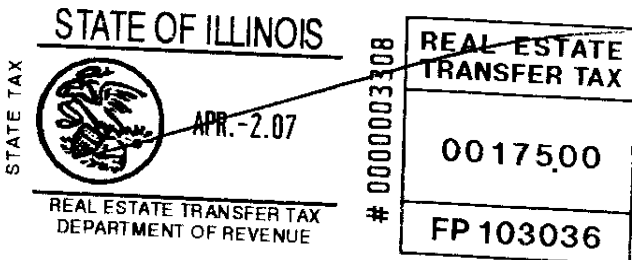 STATE OF ILLINOIS
STATE TAX
APR.-2.07
REAL ESTATE TRANSFER TAX
DEPARTMENT OF REVENUE
# 0000003308
REAL ESTATE
TRANSFER TAX
00175.00
FP 103036